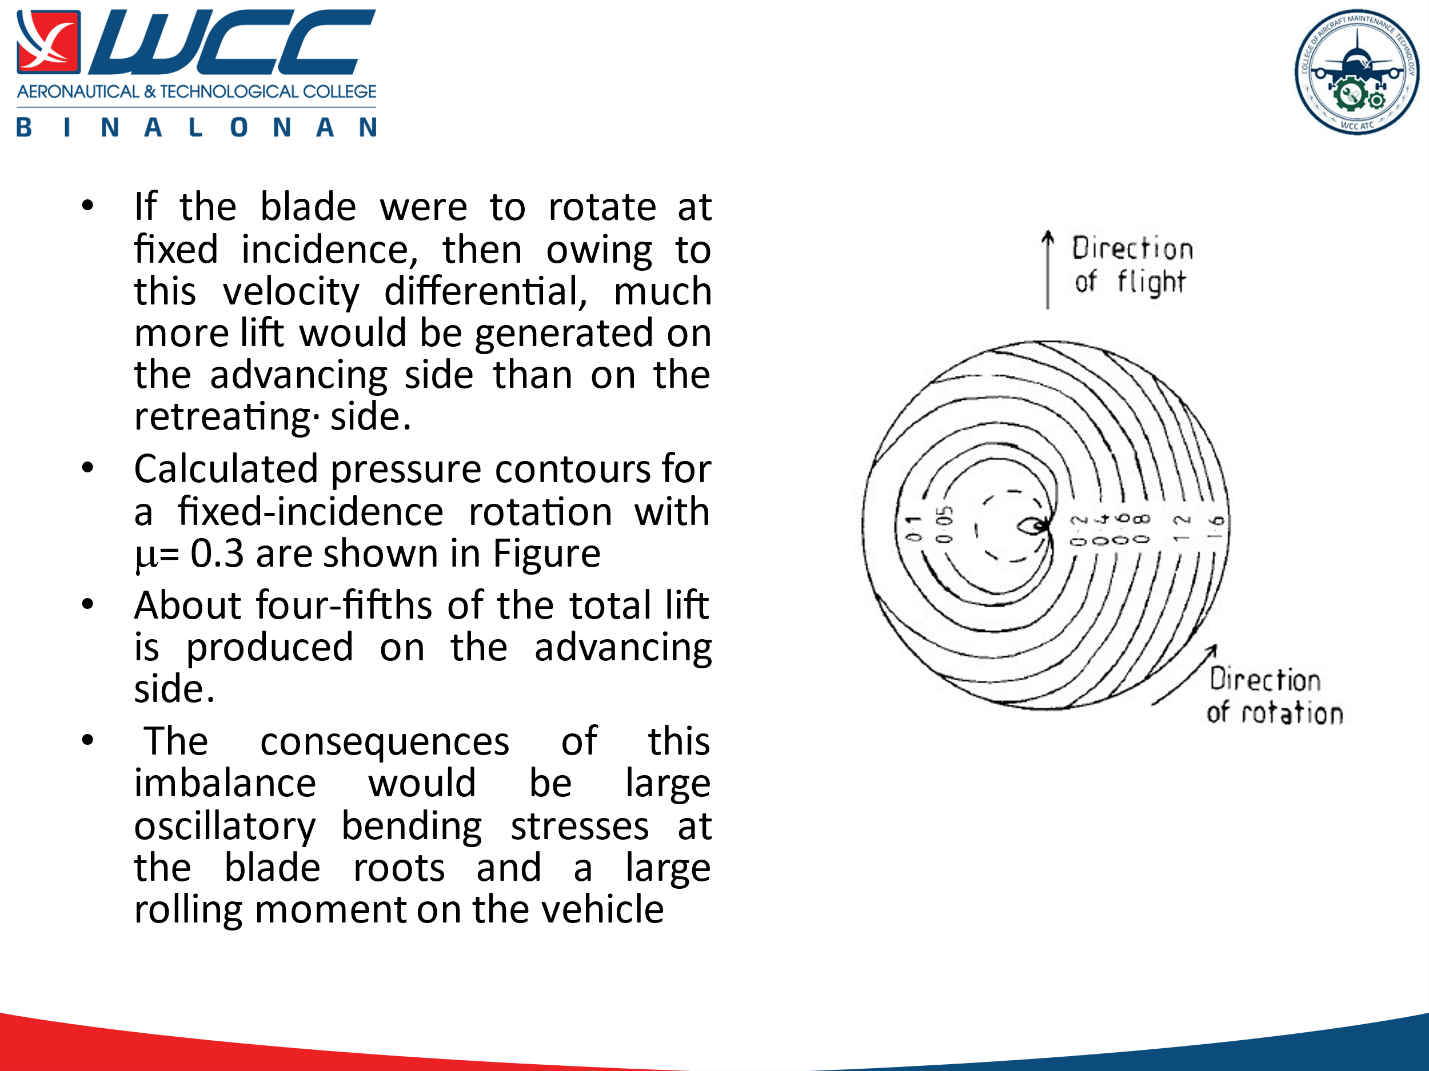 WCC
AERONAUTICAL & TECHNOLOGICAL COLLEGE
BINALONAN
COLLEGE OF AIRCRAFT MAINTENANCE TECHNOLOGY
WCC ATC
• If the blade were to rotate at
fixed incidence, then owing to
this velocity differential, much
more lift would be generated on
the advancing side than on the
retreating· side.
• Calculated pressure contours for
a fixed-incidence rotation with
μ= 0.3 are shown in Figure
• About four-fifths of the total lift
is produced on the advancing
side.
• The consequences of this
imbalance would be large
oscillatory bending stresses at
the blade roots and a large
rolling moment on the vehicle
Direction
of flight
0·1
0·05
0·2
0·4
0·6
0·8
1·2
1·6
Direction
of rotation